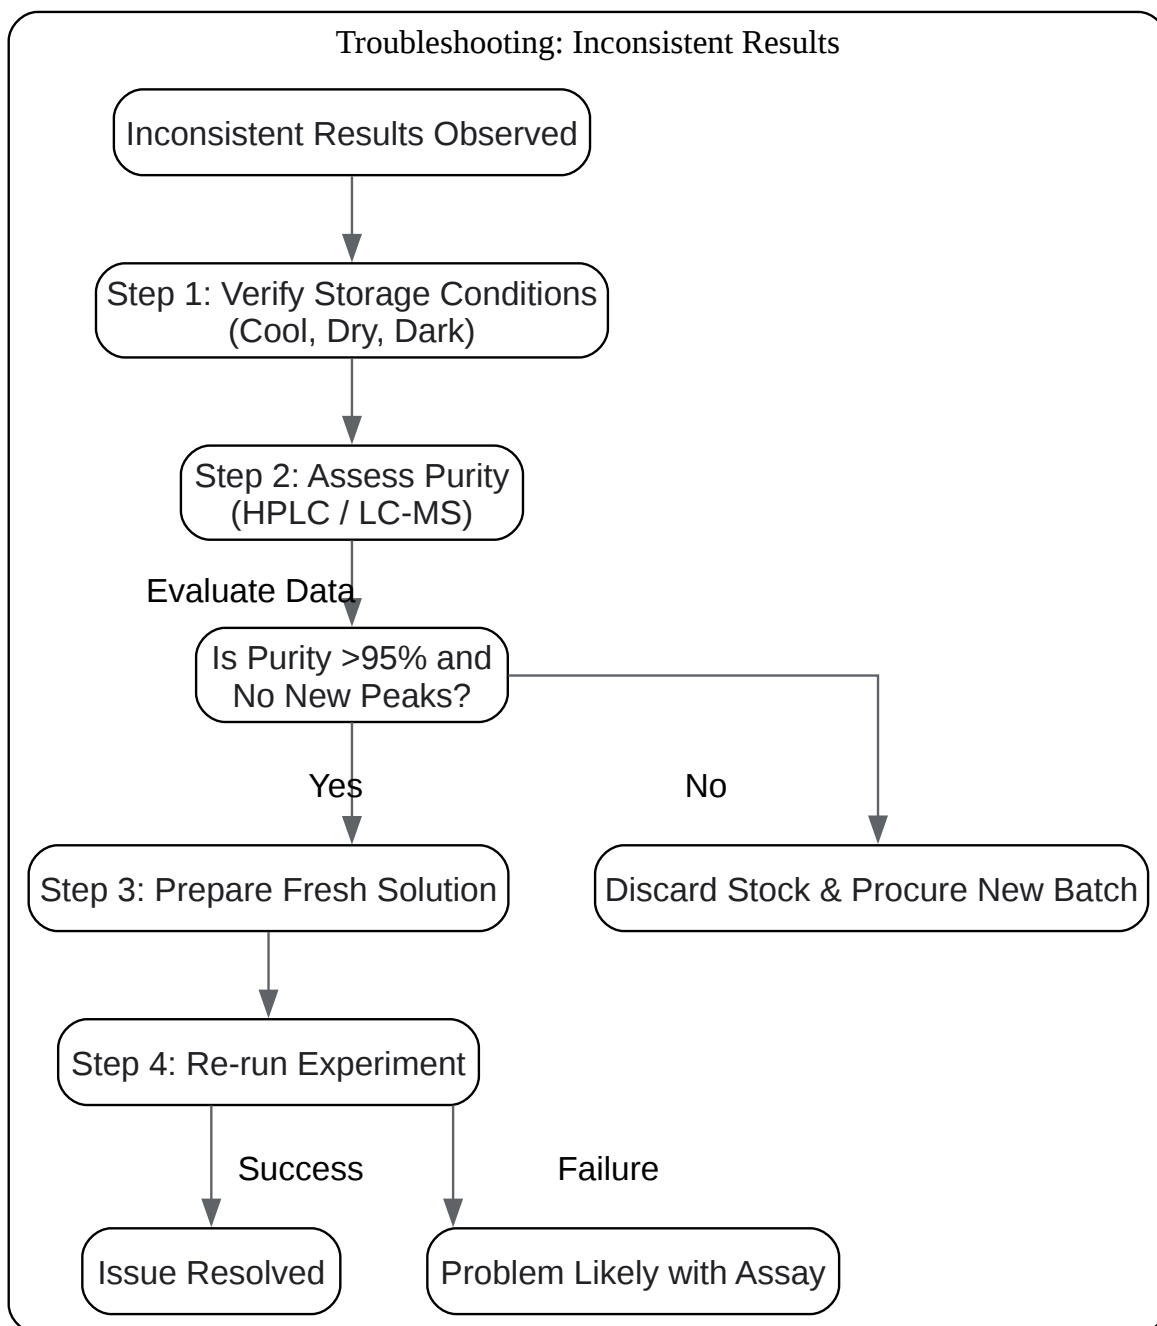 Troubleshooting: Inconsistent Results
Inconsistent Results Observed
Step 1: Verify Storage Conditions
(Cool, Dry, Dark)
Step 2: Assess Purity
(HPLC / LC-MS)
Evaluate Data
Is Purity >95% and
No New Peaks?
Yes
No
Step 3: Prepare Fresh Solution
Discard Stock & Procure New Batch
Step 4: Re-run Experiment
Success
Failure
Issue Resolved
Problem Likely with Assay